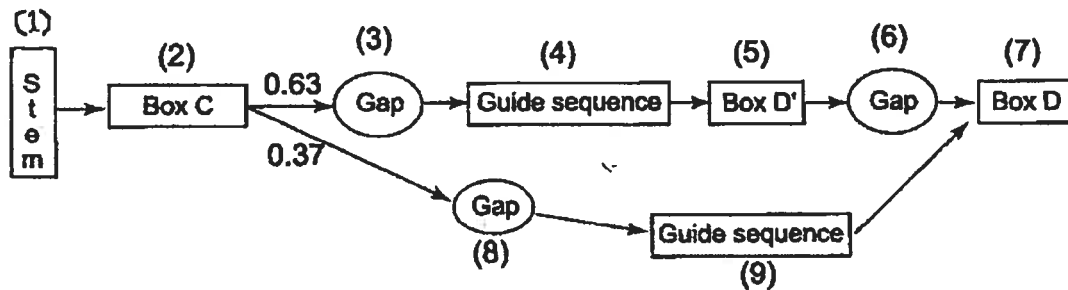 (1)
Stem
(2)
Box C
0.63
0.37
(3)
Gap
(4)
Guide sequence
(5)
Box D'
(6)
Gap
(7)
Box D
Gap
(8)
Guide sequence
(9)